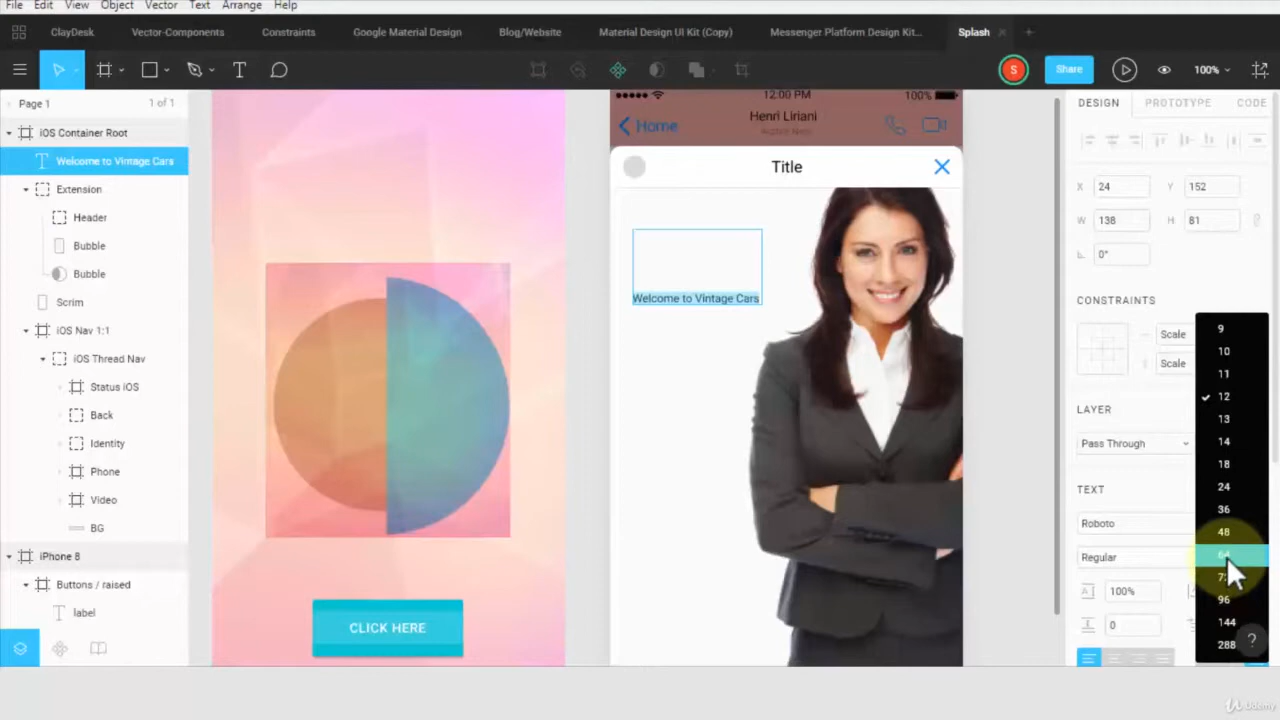 File Edit View Object Vector Text Arrange Help
ClayDesk Vector-Components Constraints Google Material Design Blog/Website Material Design UI Kit (Copy) Messenger Platform Design Kit... Splash
S Share 100%
Page 1 1 of 1
iOS Container Root
Welcome to Vintage Cars
Extension
Header
Bubble
Bubble
Scrim
iOS Nav 1:1
iOS Thread Nav
Status iOS
Back
Identity
Phone
Video
BG
iPhone 8
Buttons / raised
label
CLICK HERE
12:00 PM 100%
Home Henri Liriani
Title
Welcome to Vintage Cars
DESIGN PROTOTYPE CODE
X 24 Y 152
W 138 H 81
0°
CONSTRAINTS
Scale
Scale
LAYER
Pass Through
TEXT
Roboto
Regular
100%
0
9
10
11
12
13
14
18
24
36
48
64
96
144
288
?
Udemy